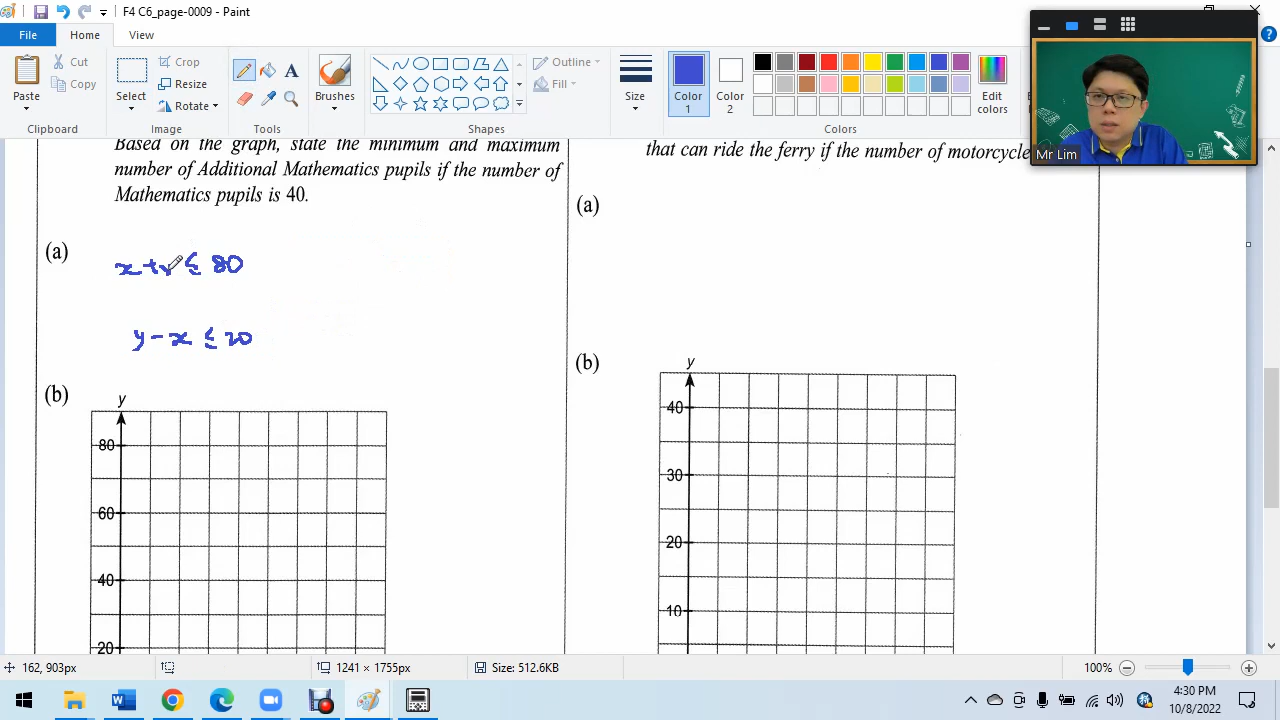 F4 C6_page-0009 - Paint
File
Home
View
Paste
Cut
Copy
Clipboard
Select
Crop
Resize
Rotate
Image
A
Tools
Brushes
Outline
Fill
Shapes
Size
Color 1
Color 2
Edit colors
Colors
Mr Lim
Based on the graph, state the minimum and maximum
number of Additional Mathematics pupils if the number of
Mathematics pupils is 40.
(a)
x + y ≤ 80
y - x ≤ 20
(b)
y
80
60
40
20
that can ride the ferry if the number of motorcycle
(a)
(b)
y
40
30
20
10
162, 903px
1241 × 1755px
Size: 512.6KB
100%
4:30 PM
10/8/2022